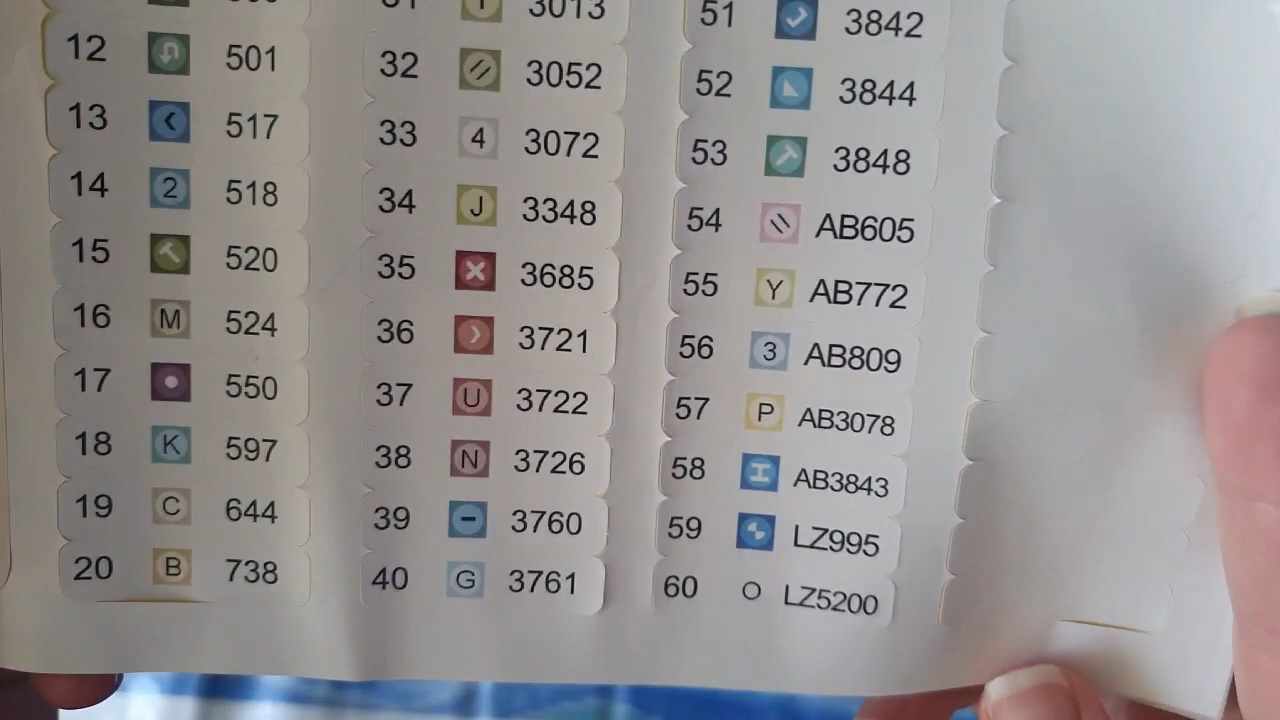 3013
51 3842
12 501
32 3052
52 3844
13 517
33 4 3072
53 3848
14 2 518
34 J 3348
54 AB605
15 520
35 3685
55 Y AB772
16 M 524
36 3721
56 3 AB809
17 550
37 U 3722
57 P AB3078
18 K 597
38 N 3726
58 AB3843
19 C 644
39 3760
59 LZ995
20 B 738
40 G 3761
60 O LZ5200